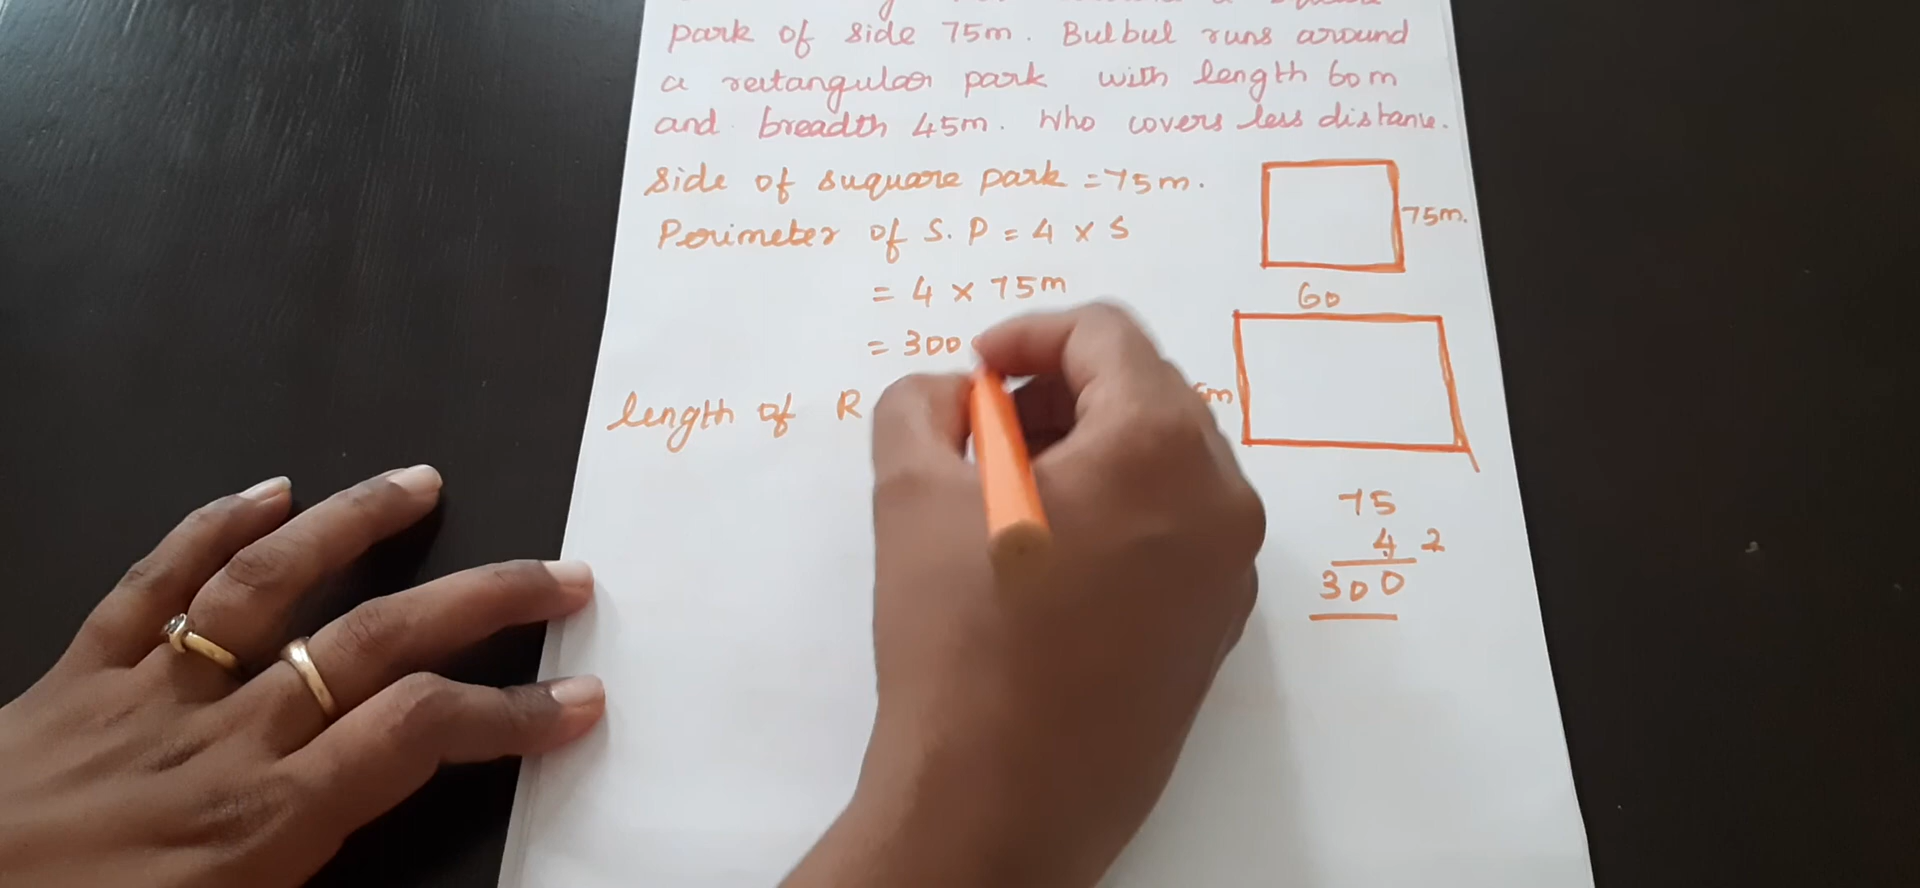 park of side 75m. Bulbul runs around
a rectangular park with length 60m
and breadth 45m. Who covers less distance.
Side of suquare park = 75m.
75m.
Perimeter of S.P = 4 x S
= 4 x 75m
60
= 300
length of R
m
75
4 2
300